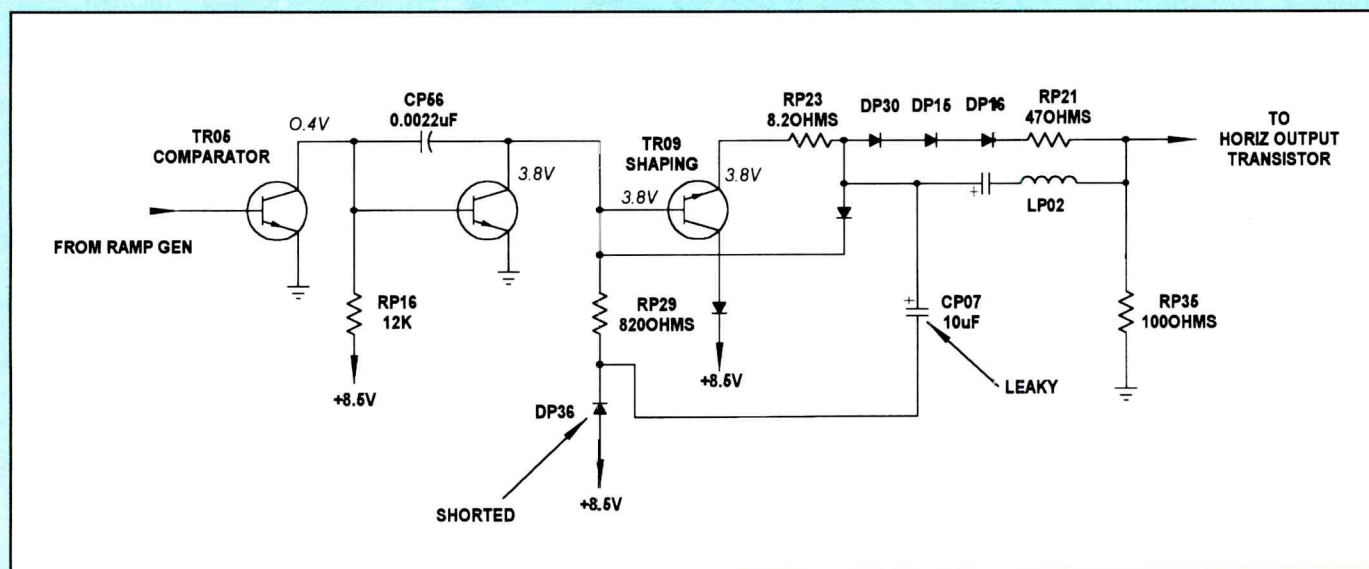 CP56
0.0022uF
0.4V
TR05
COMPARATOR
3.8V
FROM RAMP GEN
RP16
12K
+8.5V
TR09
SHAPING
3.8V
3.8V
RP23
8.2OHMS
DP30
DP15
DP16
RP21
47OHMS
TO
HORIZ OUTPUT
TRANSISTOR
LP02
+
RP29
820OHMS
+
CP07
10uF
RP35
100OHMS
LEAKY
+8.5V
DP36
SHORTED
+8.5V